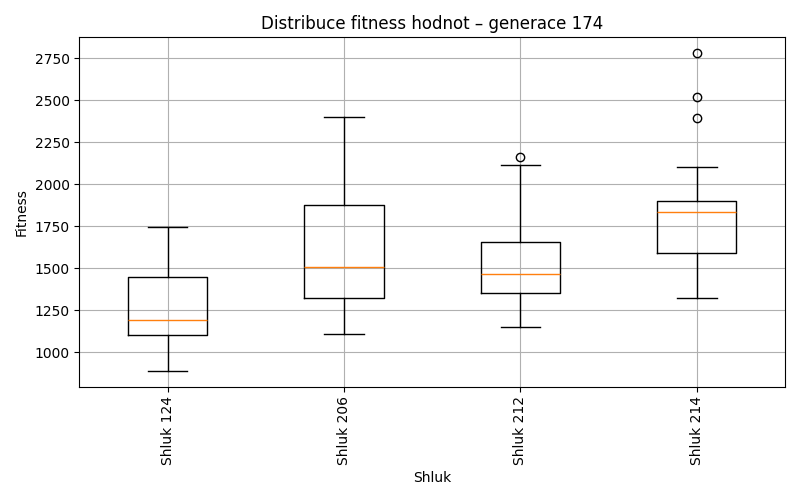 Distribuce fitness hodnot – generace 174
Fitness
2750
2500
2250
2000
1750
1500
1250
1000
Shluk 124
Shluk 206
Shluk 212
Shluk 214
Shluk